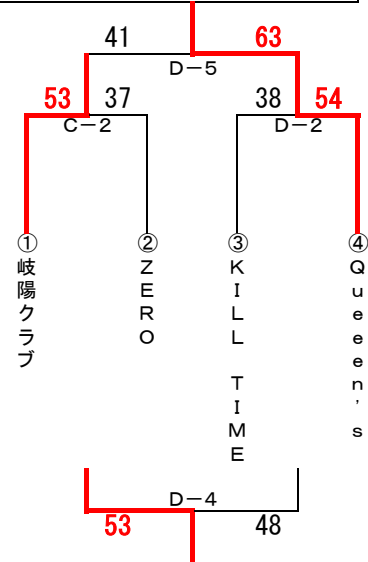 41 63
D-5
53 37 38 54
C-2 D-2
① ② ③ ④
岐陽クラブ
ZERO
KILL TIME
Queeen's
D-4
53 48